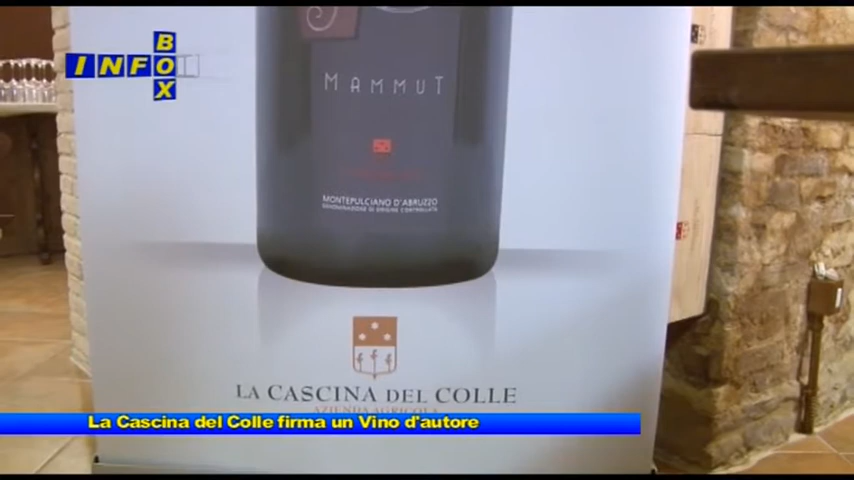 INFO
BOX
MAMMUT
MONTEPULCIANO D'ABRUZZO
DENOMINAZIONE DI ORIGINE CONTROLLATA
LA CASCINA DEL COLLE
AZIENDA AGRICOLA
La Cascina del Colle firma un Vino d'autore